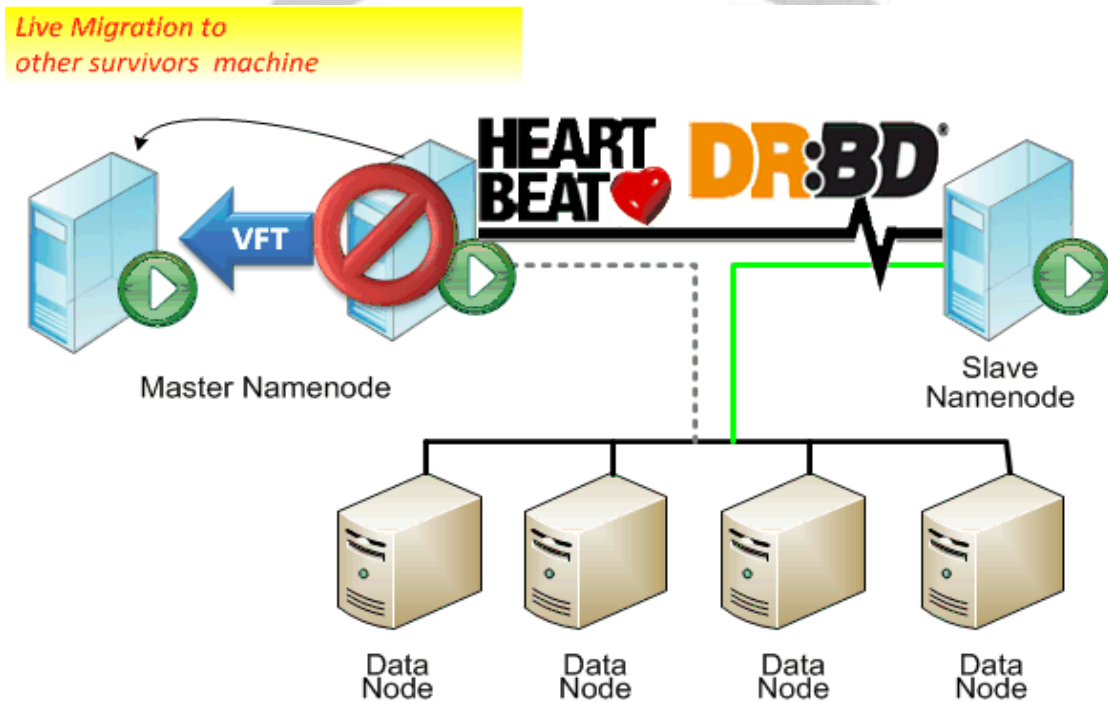 Live Migration to
other survivors machine
HEART
BEAT
DR:BD®
VFT
Master Namenode
Slave
Namenode
Data
Node
Data
Node
Data
Node
Data
Node